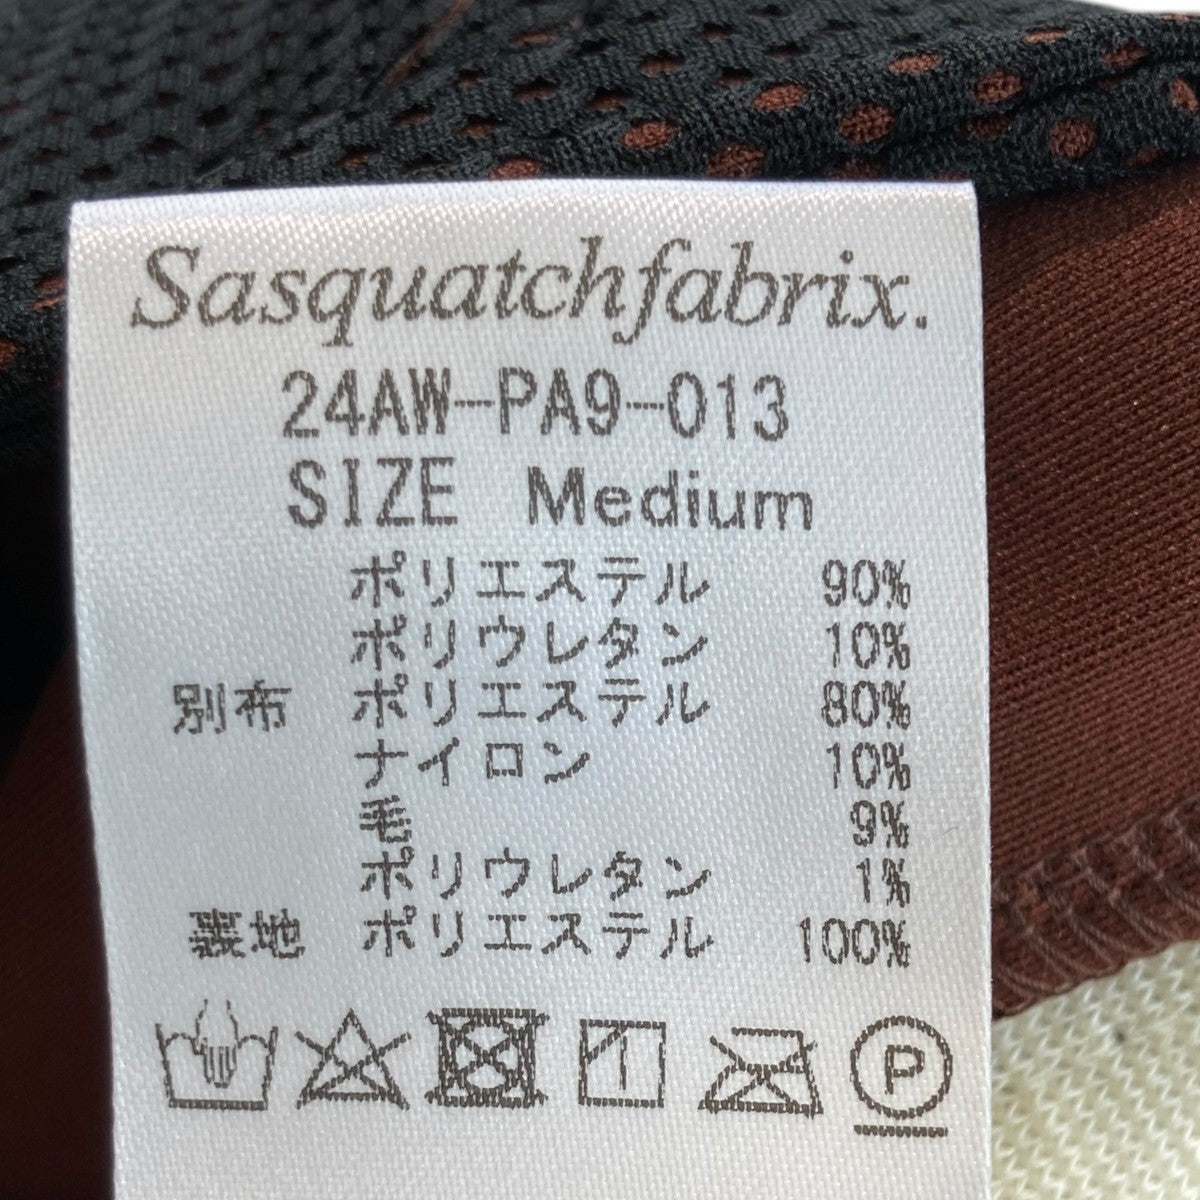 Sasquatchfabrix.
24AW-PA9-013
SIZE Medium
ポリエステル 90%
ポリウレタン 10%
別布 ポリエステル 80%
ナイロン 10%
毛 9%
ポリウレタン 1%
裏地 ポリエステル 100%
P